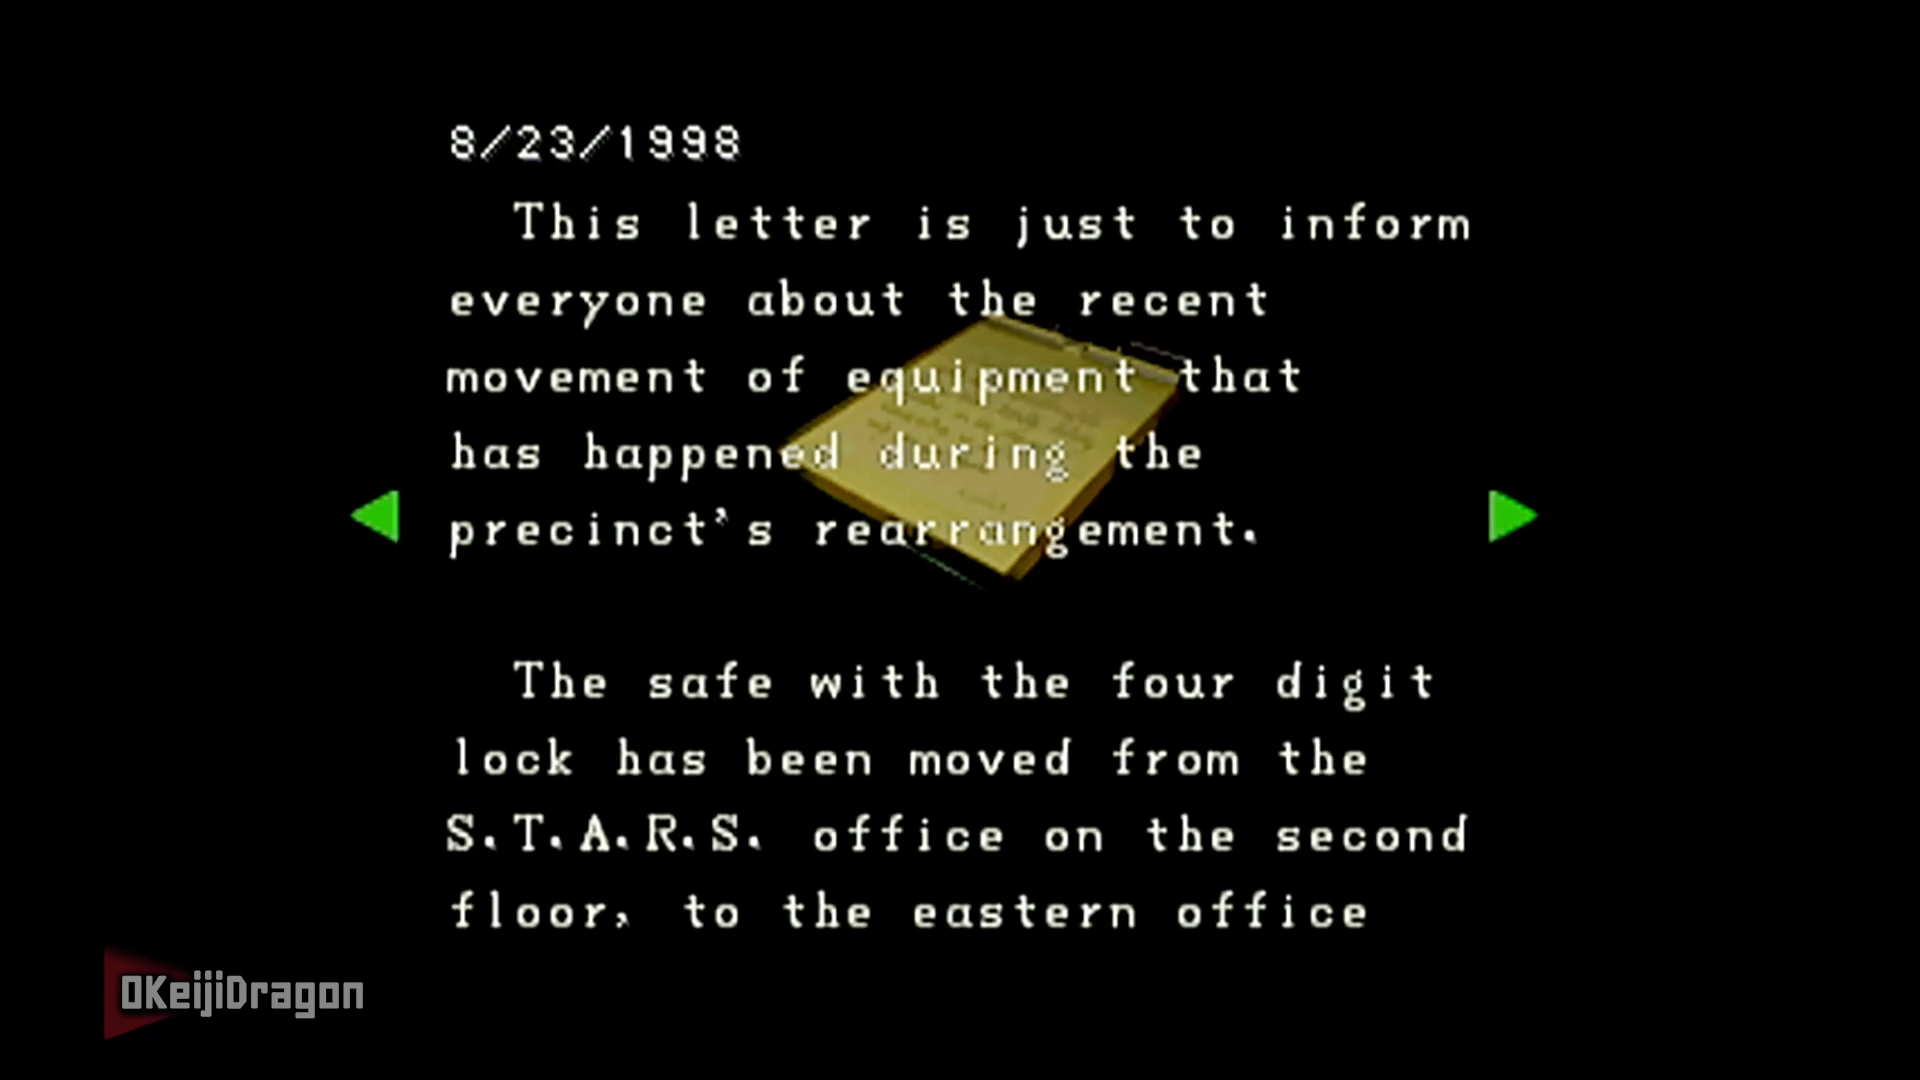 8/23/1998
This letter is just to inform
everyone about the recent
movement of equipment that
has happened during the
precinct's rearrangement.
The safe with the four digit
lock has been moved from the
S.T.A.R.S. office on the second
floor, to the eastern office
OKeijiDragon